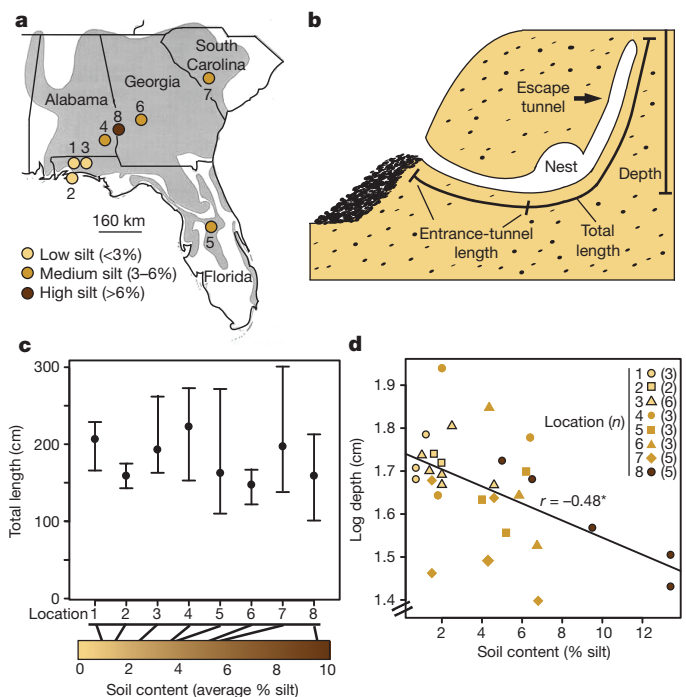 a
South
Carolina
Georgia
7
Alabama
6
8
4
1 3
2
160 km
5
Low silt (<3%)
Medium silt (3–6%)
High silt (>6%)
Florida
b
Escape
tunnel
Nest
Depth
Entrance-tunnel
length
Total
length
c
300
200
100
0
Total length (cm)
Location 1 2 3 4 5 6 7 8
0 2 4 6 8 10
Soil content (average % silt)
d
1.9
1.8
1.7
1.6
1.5
1.4
Log depth (cm)
Location (n)
1 (3)
2 (2)
3 (6)
4 (3)
5 (3)
6 (3)
7 (5)
8 (5)
r = –0.48*
2 4 6 8 10 12
Soil content (% silt)